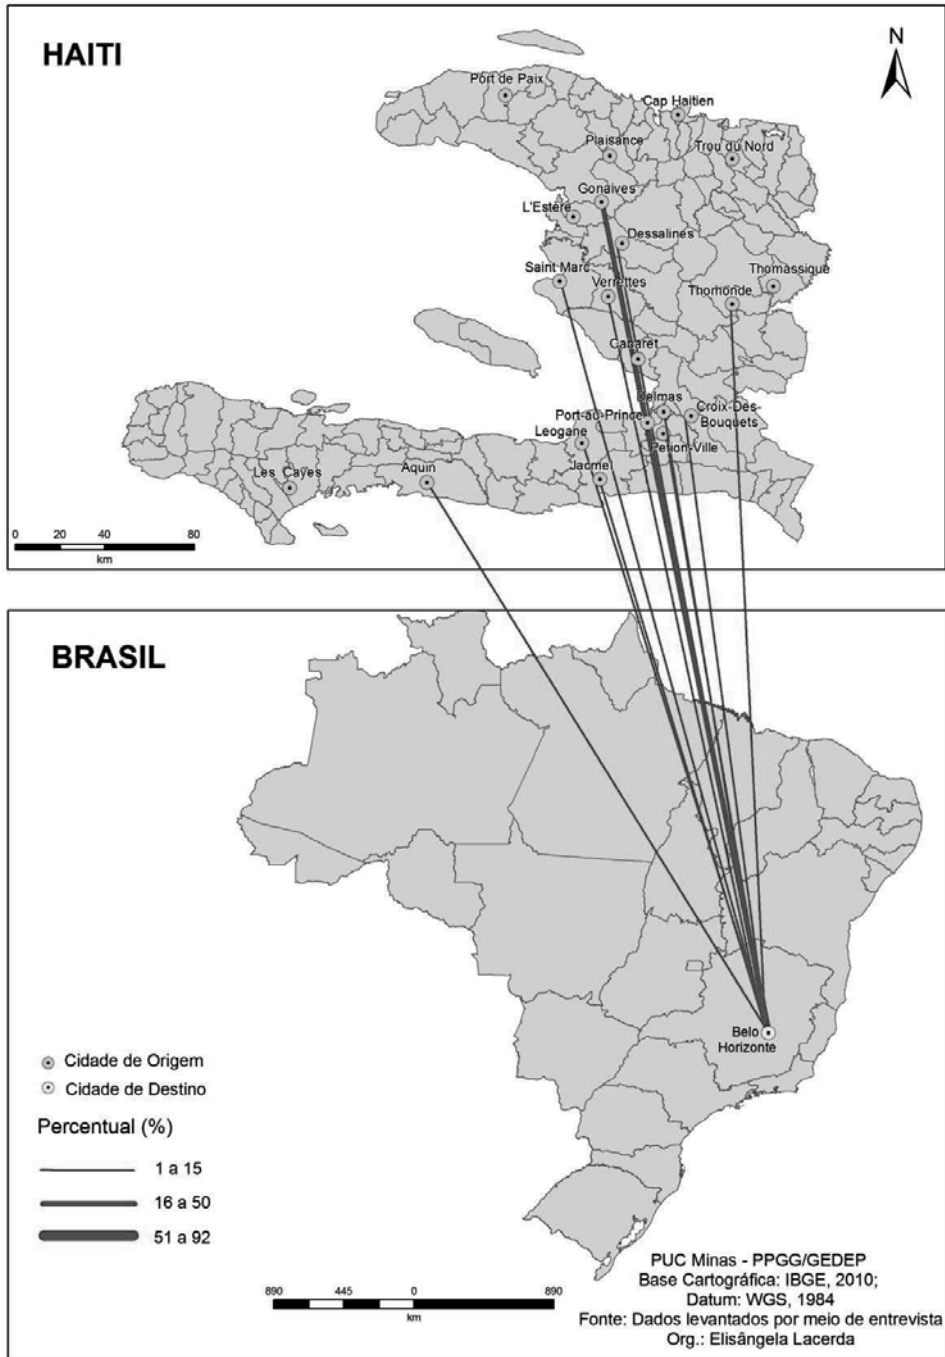 HAITI
N
Port de Paix
Cap Haitien
Plaisance
Trou du Nord
Gonaives
L'Estere
Dessalines
Saint Marc
Thomassique
Verrettes
Thomonde
Cabaret
Delmas
Port-au-Prince
Croix-Des-
Bouquets
Leogane
Petion-Ville
Jacmel
Aquin
Les Cayes
0 20 40 80
km
BRASIL
Belo
Horizonte
Cidade de Origem
Cidade de Destino
Percentual (%)
1 a 15
16 a 50
51 a 92
890 445 0 890
km
PUC Minas - PPGG/GEDEP
Base Cartográfica: IBGE, 2010;
Datum: WGS, 1984
Fonte: Dados levantados por meio de entrevista
Org.: Elisângela Lacerda